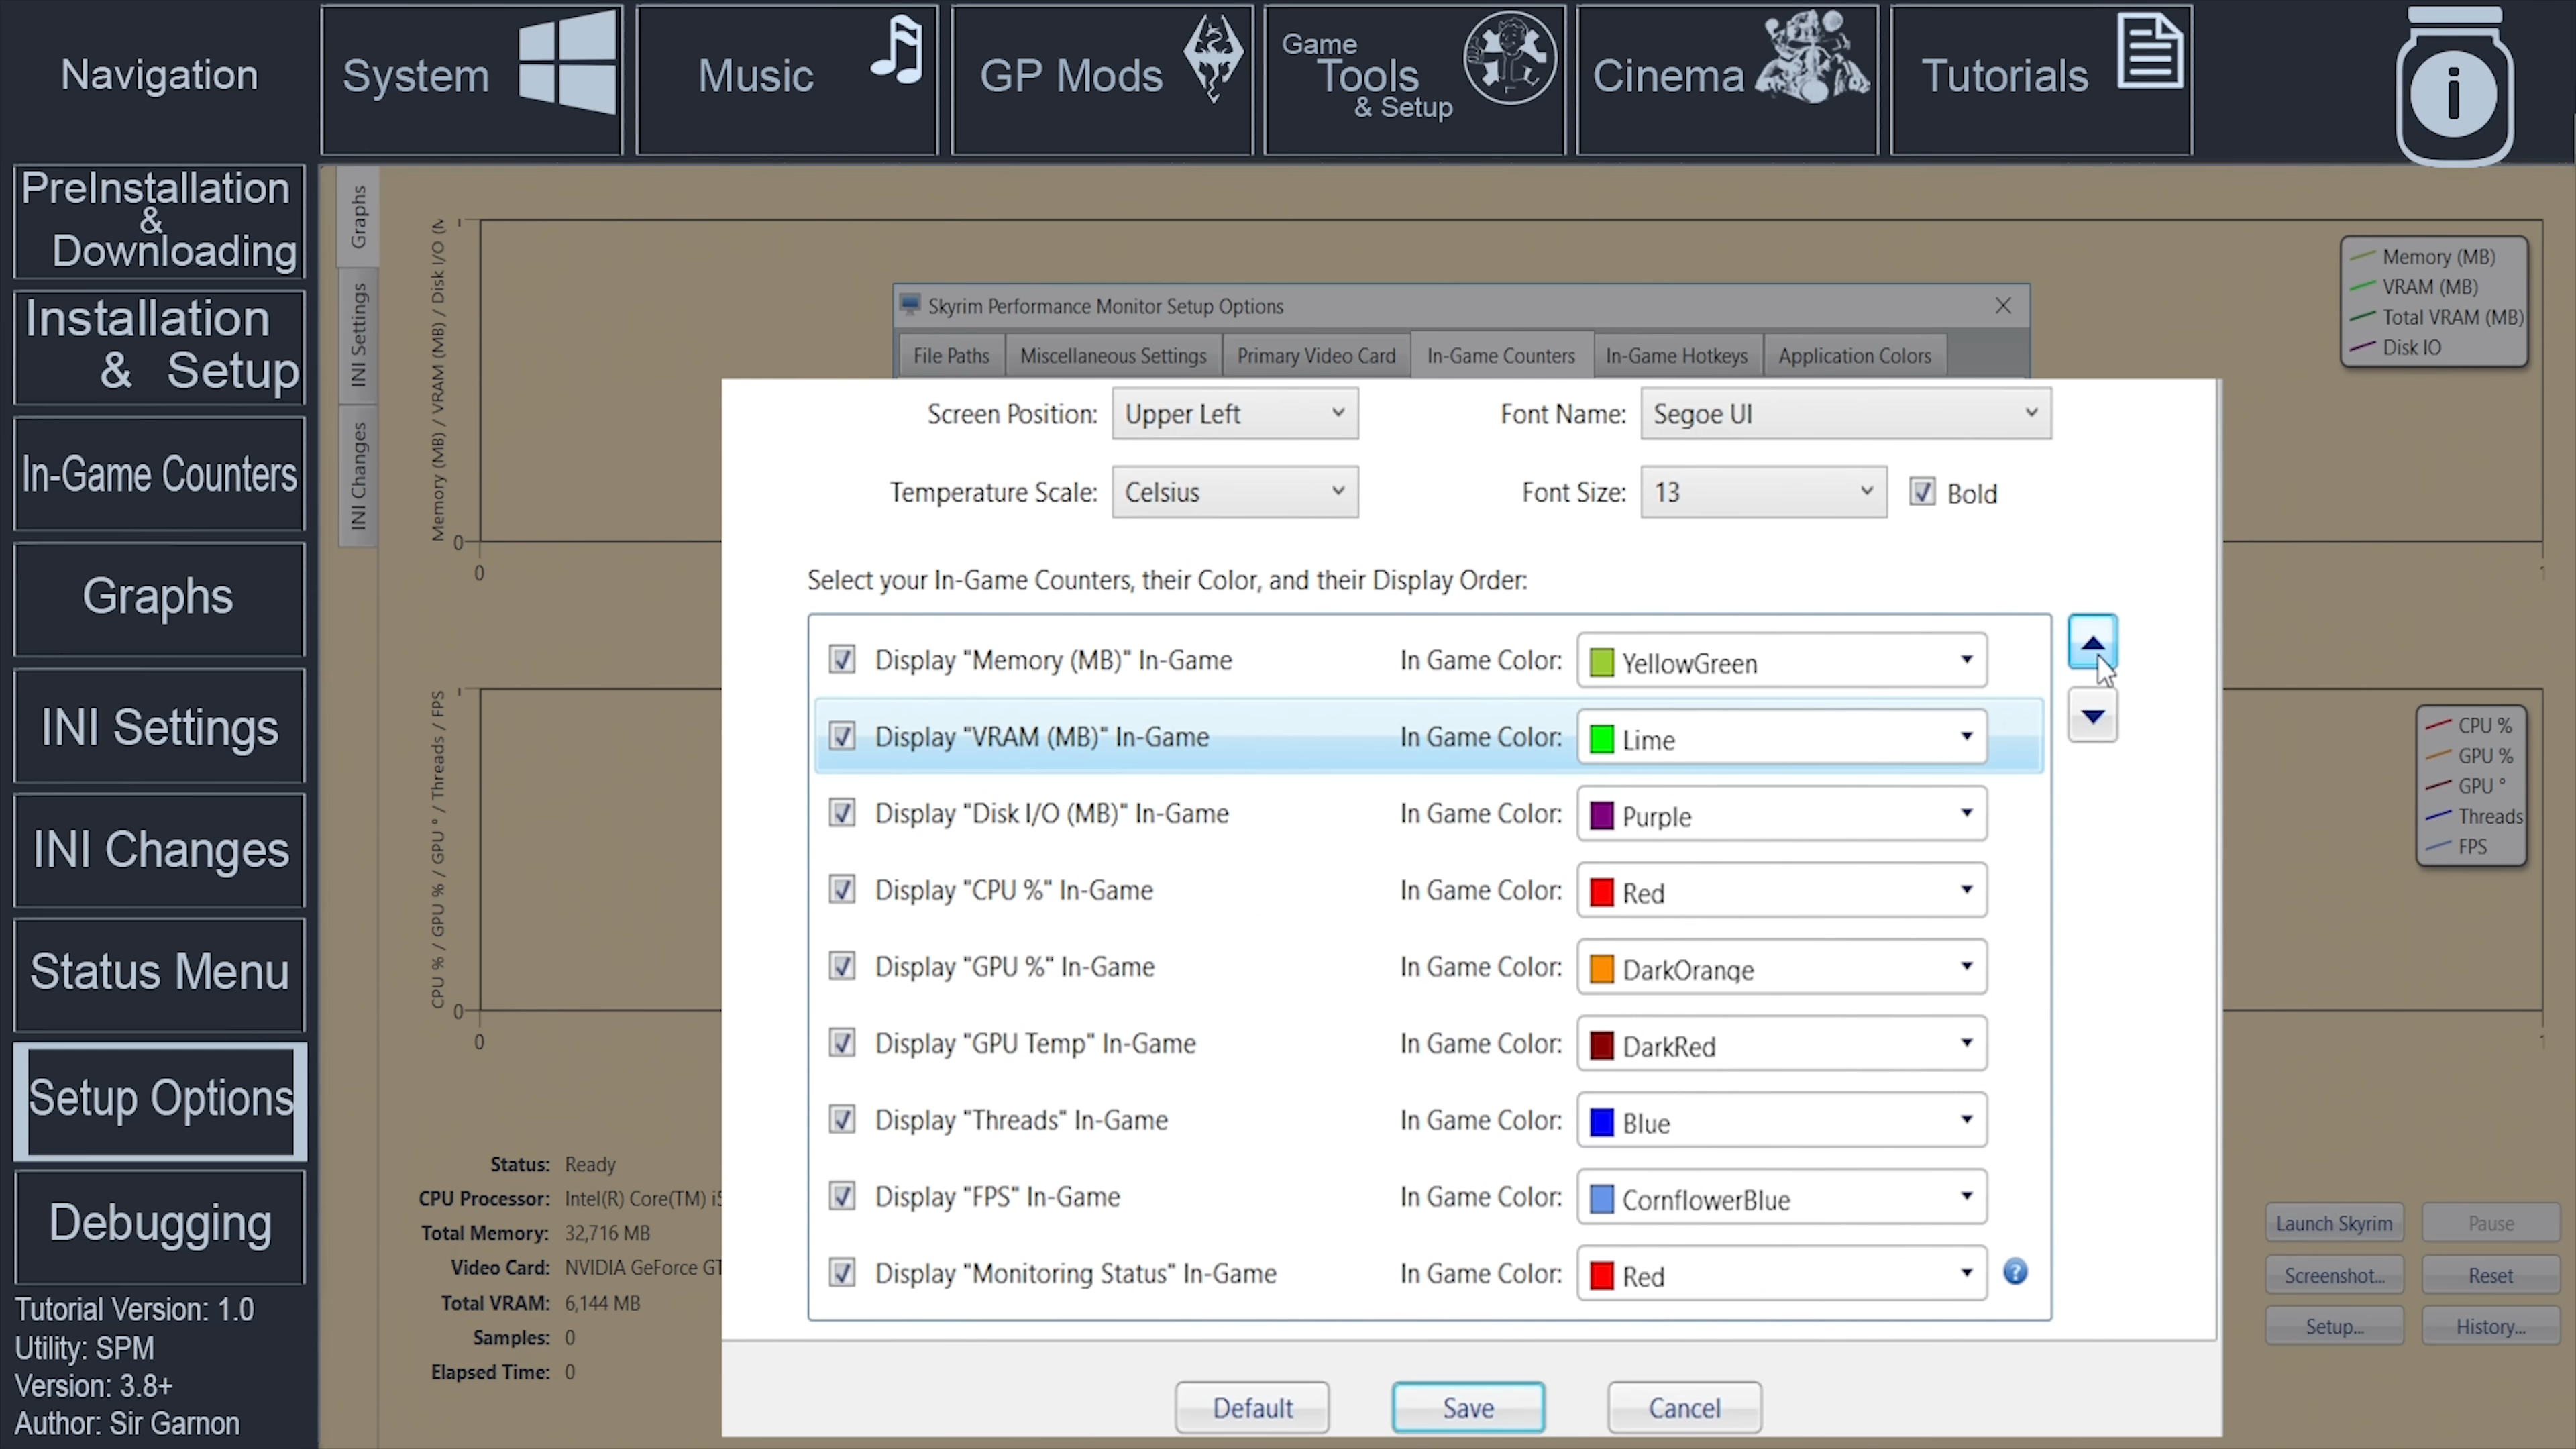 Navigation
System
Music
GP Mods
Game
Tools
& Setup
Cinema
Tutorials
i
PreInstallation
&
Downloading
Installation
& Setup
In-Game Counters
Graphs
INI Settings
INI Changes
Status Menu
Setup Options
Debugging
Tutorial Version: 1.0
Utility: SPM
Version: 3.8+
Author: Sir Garnon
Graphs
INI Settings
INI Changes
Memory (MB) / VRAM (MB) / Disk I/O (M
0
0
Memory (MB)
VRAM (MB)
Total VRAM (MB)
Disk IO
CPU % / GPU % / GPU ° / Threads / FPS
0
0
CPU %
GPU %
GPU °
Threads
FPS
Skyrim Performance Monitor Setup Options
File Paths
Miscellaneous Settings
Primary Video Card
In-Game Counters
In-Game Hotkeys
Application Colors
Screen Position: Upper Left
Font Name: Segoe UI
Temperature Scale: Celsius
Font Size: 13
Bold
Select your In-Game Counters, their Color, and their Display Order:
Display "Memory (MB)" In-Game In Game Color: YellowGreen
Display "VRAM (MB)" In-Game In Game Color: Lime
Display "Disk I/O (MB)" In-Game In Game Color: Purple
Display "CPU %" In-Game In Game Color: Red
Display "GPU %" In-Game In Game Color: DarkOrange
Display "GPU Temp" In-Game In Game Color: DarkRed
Display "Threads" In-Game In Game Color: Blue
Display "FPS" In-Game In Game Color: CornflowerBlue
Display "Monitoring Status" In-Game In Game Color: Red ?
Default
Save
Cancel
Status: Ready
CPU Processor: Intel(R) Core(TM) i5
Total Memory: 32,716 MB
Video Card: NVIDIA GeForce GT
Total VRAM: 6,144 MB
Samples: 0
Elapsed Time: 0
Launch Skyrim
Pause
Screenshot...
Reset
Setup...
History...